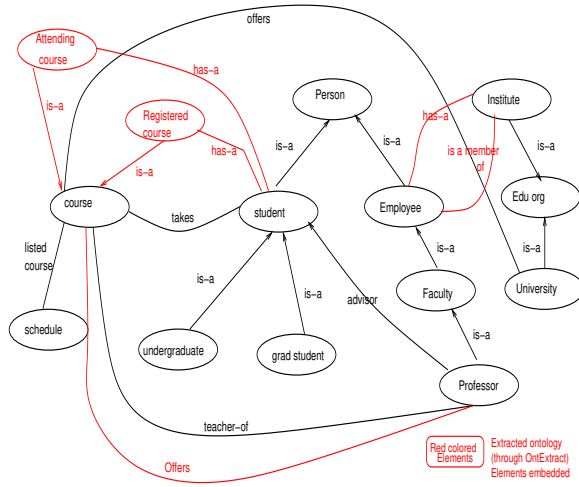 offers
Attending
course
has-a
is-a
Registered
course
has-a
is-a
Person
is-a
is-a
has-a
Institute
is a member
of
is-a
Edu org
course
takes
student
Employee
is-a
listed
course
is-a
is-a
is-a
Faculty
University
advisor
schedule
undergraduate
grad student
is-a
Professor
teacher-of
Offers
Red colored
Elements
Extracted ontology
(through OntExtract)
Elements embedded